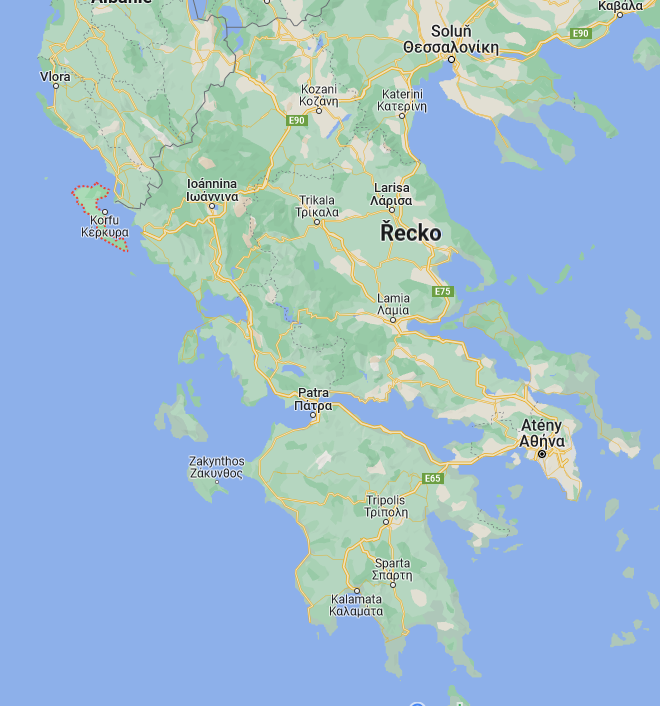 Albánie
Καβάλα
E90
Soluň
Θεσσαλονίκη
Vlora
Kozani
Κοζάνη
Katerini
Κατερίνη
E90
Ioánnina
Ιωάννινα
Larisa
Λάρισα
Trikala
Τρίκαλα
Korfu
Κέρκυρα
Řecko
E75
Lamia
Λαμία
Patra
Πάτρα
Atény
Αθήνα
Zakynthos
Ζάκυνθος
E65
Tripolis
Τρίπολη
Sparta
Σπάρτη
Kalamata
Καλαμάτα